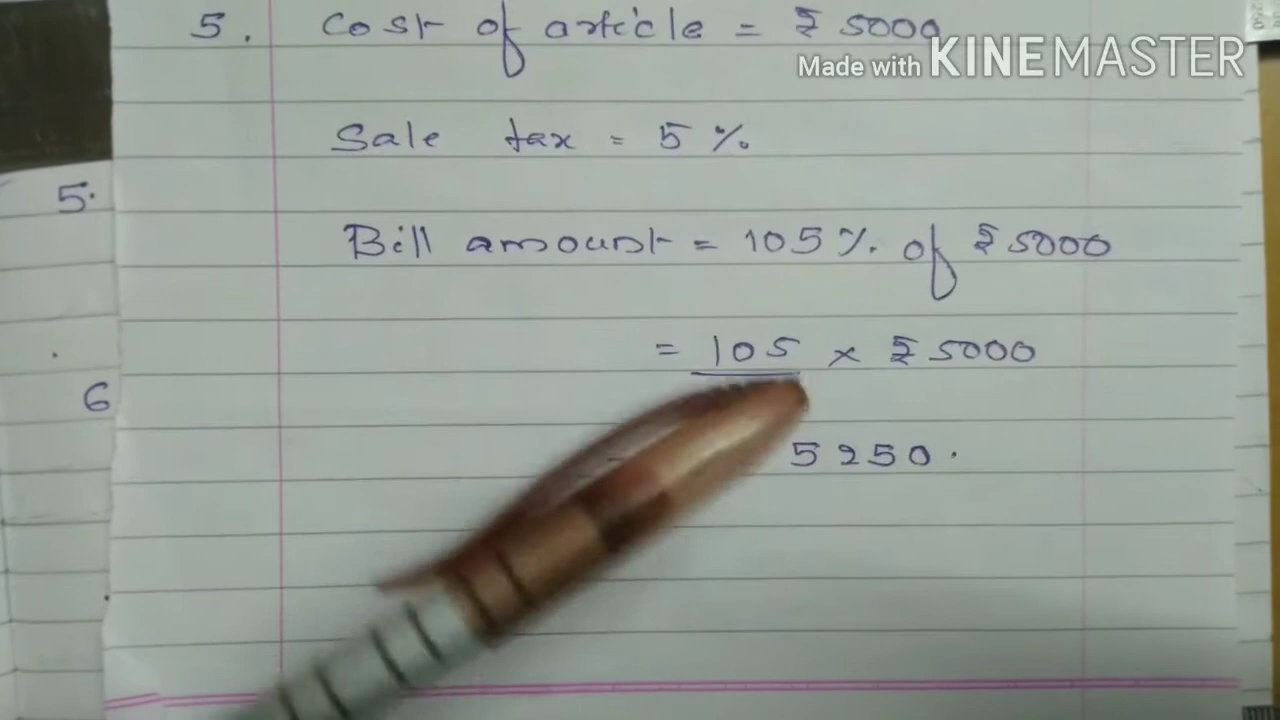 5. Cost of article = ₹ 5000
Made with KINEMASTER
Sale tax = 5 %
5.
Bill amount = 105 % of ₹ 5000
= 105 × ₹ 5000
6
5250.